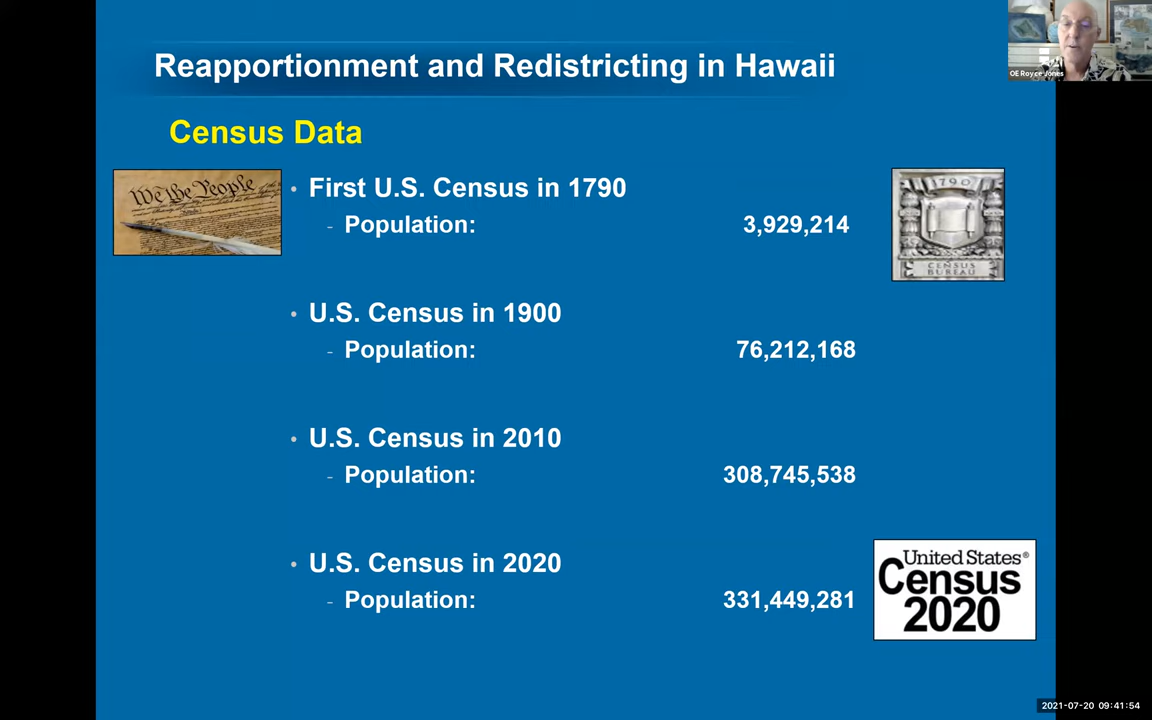 Reapportionment and Redistricting in Hawaii
OE Royce Jones
Census Data
We the People
• First U.S. Census in 1790
- Population: 3,929,214
1790
CENSUS
BUREAU
• U.S. Census in 1900
- Population: 76,212,168
• U.S. Census in 2010
- Population: 308,745,538
• U.S. Census in 2020
- Population: 331,449,281
United States®
Census
2020
2021-07-20 09:41:54